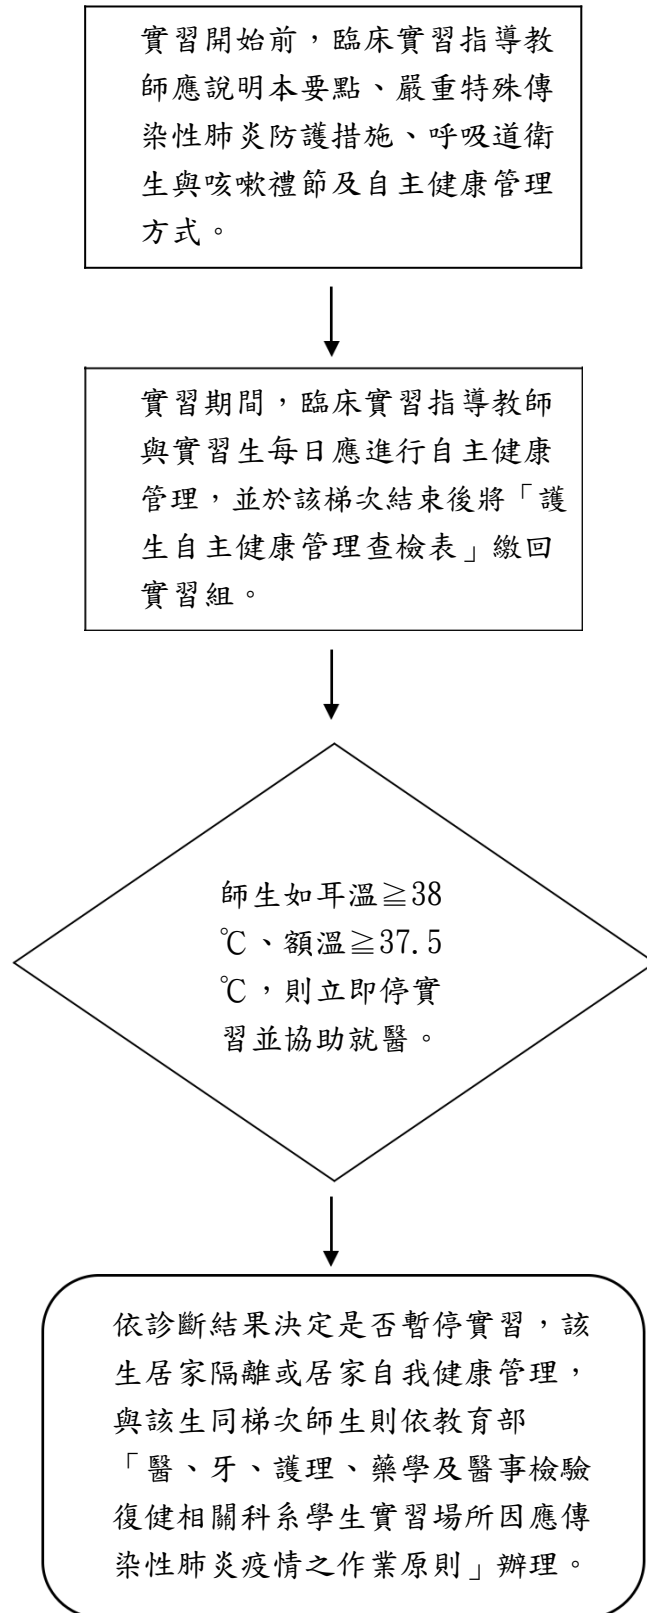 實習開始前，臨床實習指導教
師應說明本要點、嚴重特殊傳
染性肺炎防護措施、呼吸道衛
生與咳嗽禮節及自主健康管理
方式。
實習期間，臨床實習指導教師
與實習生每日應進行自主健康
管理，並於該梯次結束後將「護
生自主健康管理查檢表」繳回
實習組。
師生如耳溫≧38
℃、額溫≧37.5
℃，則立即停實
習並協助就醫。
依診斷結果決定是否暫停實習，該
生居家隔離或居家自我健康管理，
與該生同梯次師生則依教育部
「醫、牙、護理、藥學及醫事檢驗
復健相關科系學生實習場所因應傳
染性肺炎疫情之作業原則」辦理。